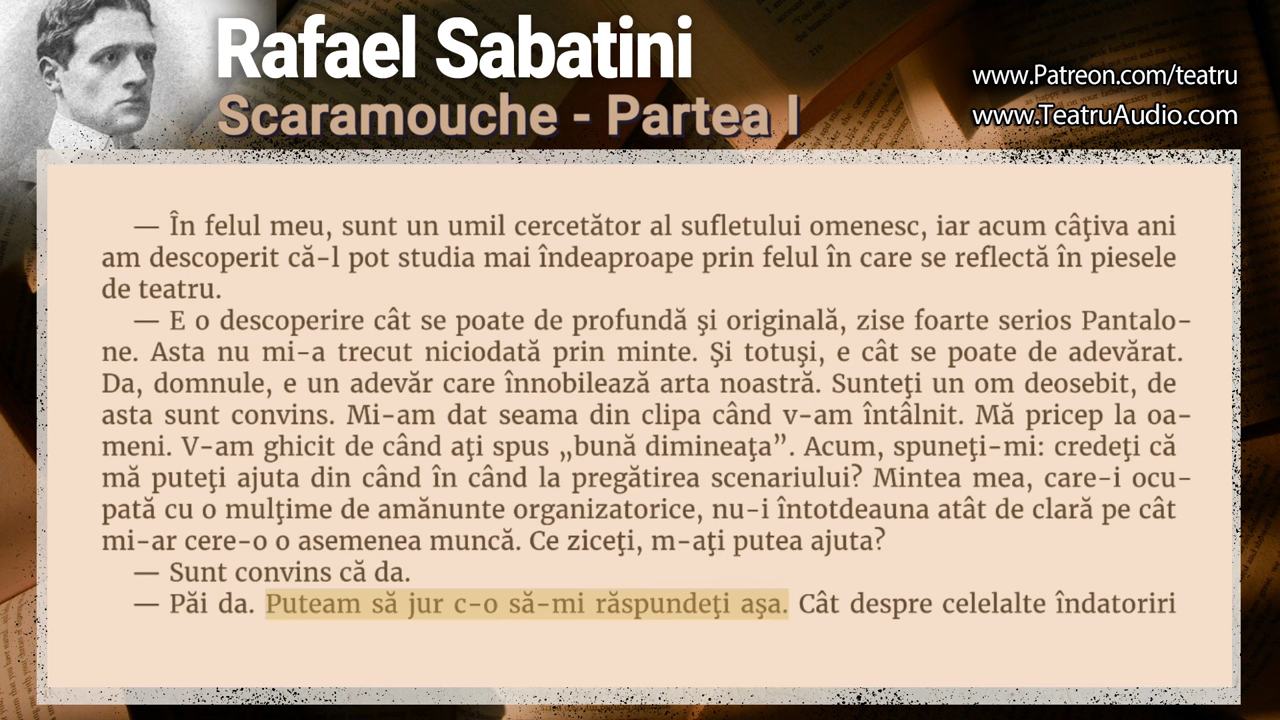 Rafael Sabatini
Scaramouche - Partea I
www.Patreon.com/teatru
www.TeatruAudio.com
— În felul meu, sunt un umil cercetător al sufletului omenesc, iar acum câţiva ani
am descoperit că-l pot studia mai îndeaproape prin felul în care se reflectă în piesele
de teatru.
— E o descoperire cât se poate de profundă şi originală, zise foarte serios Pantalo-
ne. Asta nu mi-a trecut niciodată prin minte. Şi totuşi, e cât se poate de adevărat.
Da, domnule, e un adevăr care înnobilează arta noastră. Sunteţi un om deosebit, de
asta sunt convins. Mi-am dat seama din clipa când v-am întâlnit. Mă pricep la oa-
meni. V-am ghicit de când aţi spus „bună dimineaţa”. Acum, spuneţi-mi: credeţi că
mă puteţi ajuta din când în când la pregătirea scenariului? Mintea mea, care-i ocu-
pată cu o mulţime de amănunte organizatorice, nu-i întotdeauna atât de clară pe cât
mi-ar cere-o o asemenea muncă. Ce ziceţi, m-aţi putea ajuta?
— Sunt convins că da.
— Păi da. Puteam să jur c-o să-mi răspundeţi aşa. Cât despre celelalte îndatoriri